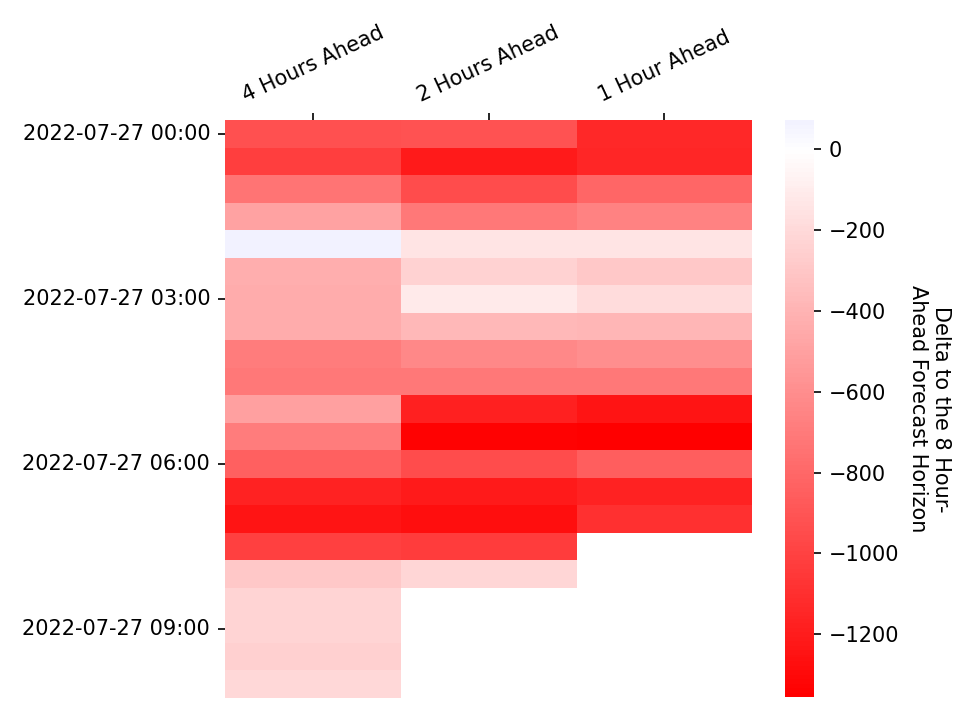 4 Hours Ahead
2 Hours Ahead
1 Hour Ahead
2022-07-27 00:00
2022-07-27 03:00
2022-07-27 06:00
2022-07-27 09:00
0
−200
−400
−600
−800
−1000
−1200
Delta to the 8 Hour-
Ahead Forecast Horizon